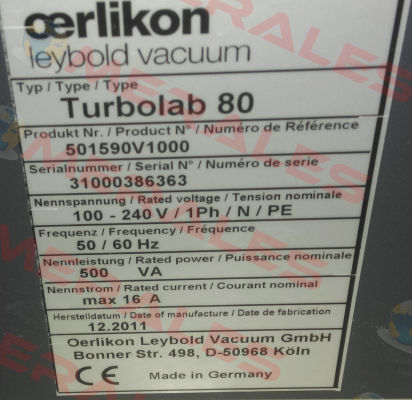 œrlikon
leybold vacuum
Typ / Type / Type
Turbolab 80
Produkt Nr. / Product N° / Numéro de Référence
501590V1000
Serialnummer / Serial N° / Numéro de serie
31000386363
Nennspannung / Rated voltage / Tension nominale
100 - 240 V / 1Ph / N / PE
Frequenz / Frequency / Fréquence
50 / 60 Hz
Nennleistung / Rated power / Puissance nominale
500 VA
Nennstrom / Rated current / Courant nominal
max 16 A
Herstelldatum / Date of manufacture / Date de fabrication
12.2011
Oerlikon Leybold Vacuum GmbH
Bonner Str. 498, D-50968 Köln
CE Made in Germany